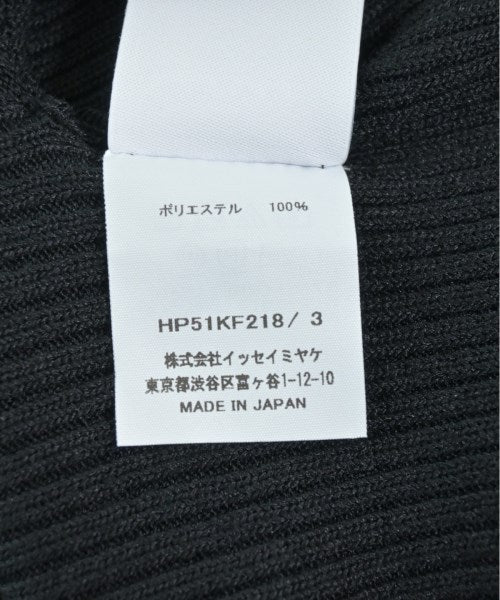 ポリエステル 100%
HP51KF218/ 3
株式会社イッセイミヤケ
東京都渋谷区富ヶ谷1-12-10
MADE IN JAPAN